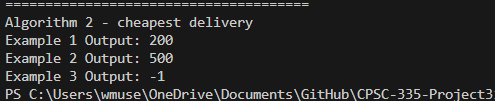 ======================================
Algorithm 2 - cheapest delivery
Example 1 Output: 200
Example 2 Output: 500
Example 3 Output: -1
PS C:\Users\wmuse\OneDrive\Documents\GitHub\CPSC-335-Project3